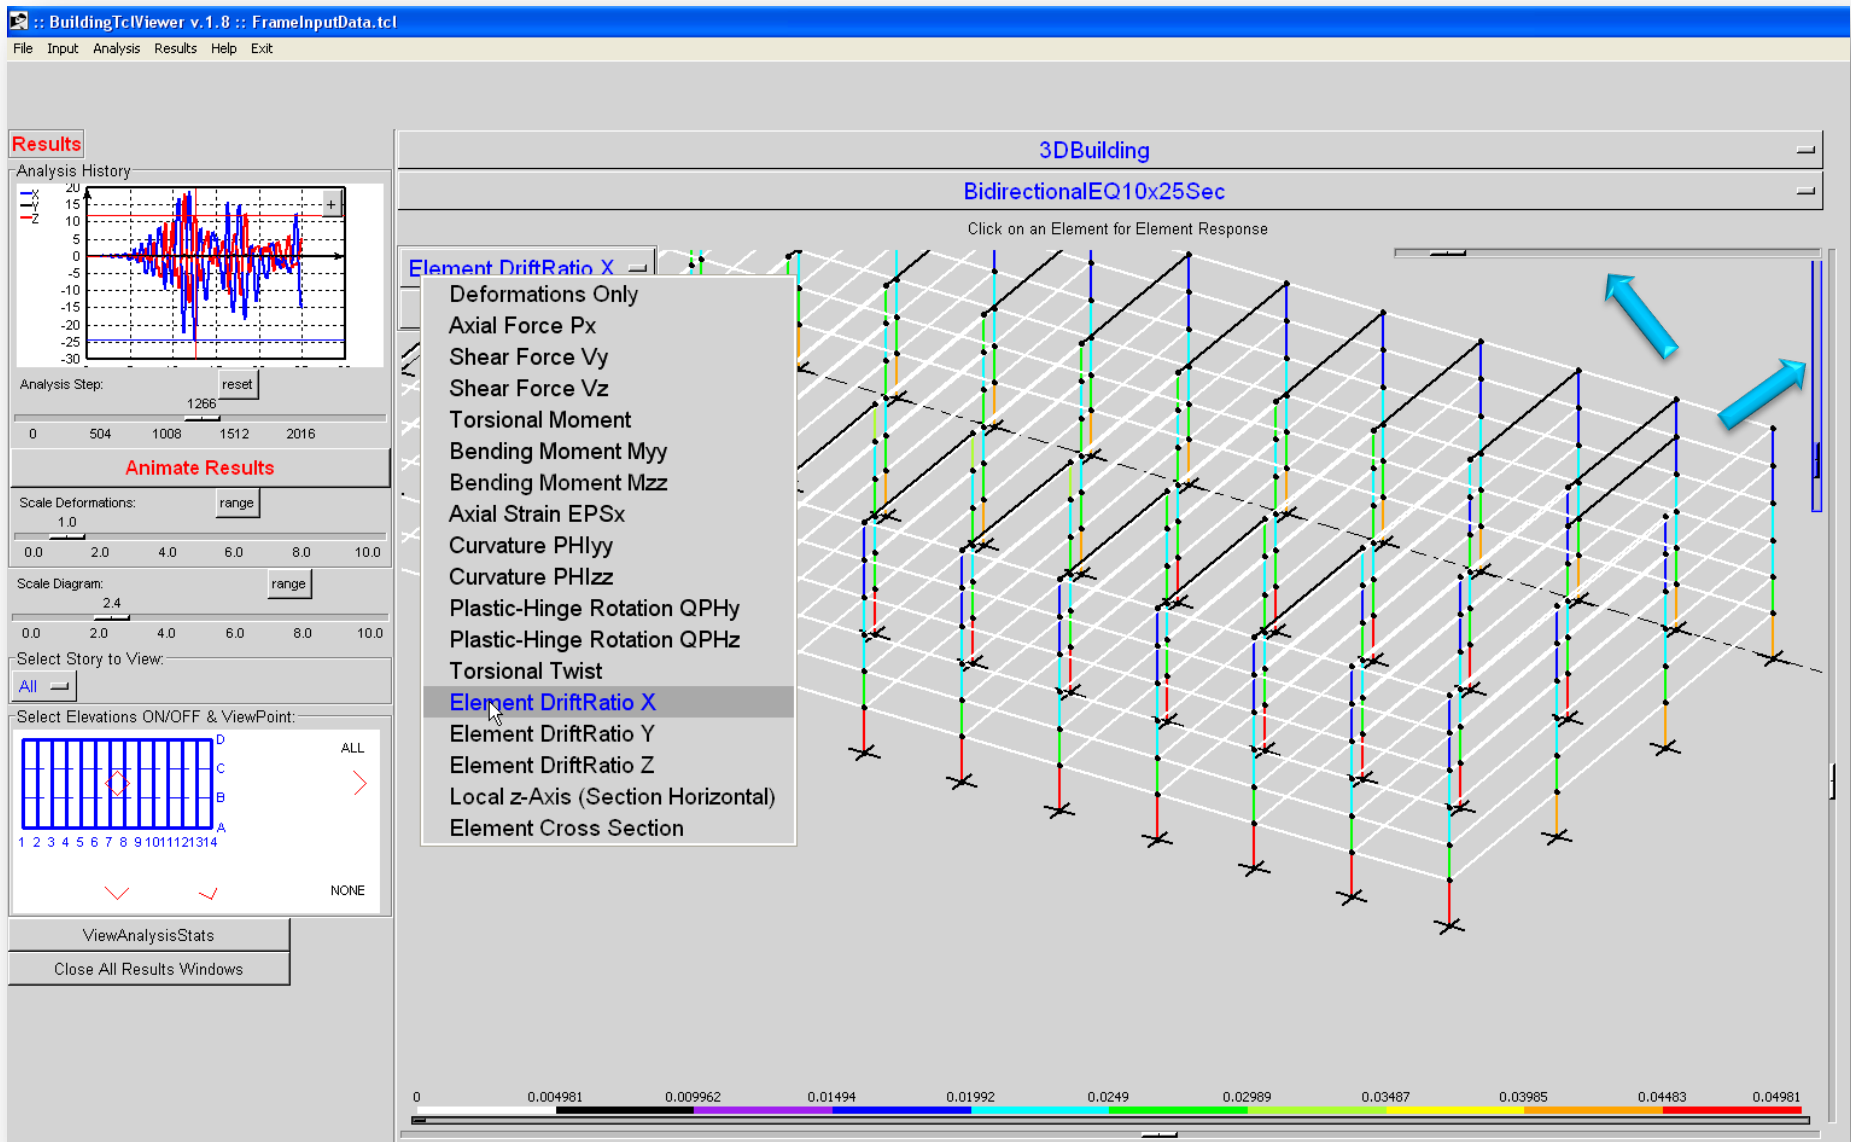 :: BuildingTclViewer v.1.8 :: FrameInputData.tcl
File Input Analysis Results Help Exit
Results
Analysis History
X
Y
Z
20
15
10
5
0
-5
-10
-15
-20
-25
-30
+
Analysis Step:
reset
1266
0 504 1008 1512 2016
Animate Results
Scale Deformations:
range
1.0
0.0 2.0 4.0 6.0 8.0 10.0
Scale Diagram:
range
2.4
0.0 2.0 4.0 6.0 8.0 10.0
Select Story to View:
All
Select Elevations ON/OFF & ViewPoint:
D
C
B
A
1 2 3 4 5 6 7 8 9 10 11 12 13 14
ALL
NONE
ViewAnalysisStats
Close All Results Windows
3DBuilding
BidirectionalEQ10x25Sec
Click on an Element for Element Response
Element DriftRatio X
Deformations Only
Axial Force Px
Shear Force Vy
Shear Force Vz
Torsional Moment
Bending Moment Myy
Bending Moment Mzz
Axial Strain EPSx
Curvature PHIyy
Curvature PHIzz
Plastic-Hinge Rotation QPHy
Plastic-Hinge Rotation QPHz
Torsional Twist
Element DriftRatio X
Element DriftRatio Y
Element DriftRatio Z
Local z-Axis (Section Horizontal)
Element Cross Section
0 0.004981 0.009962 0.01494 0.01992 0.0249 0.02989 0.03487 0.03985 0.04483 0.04981